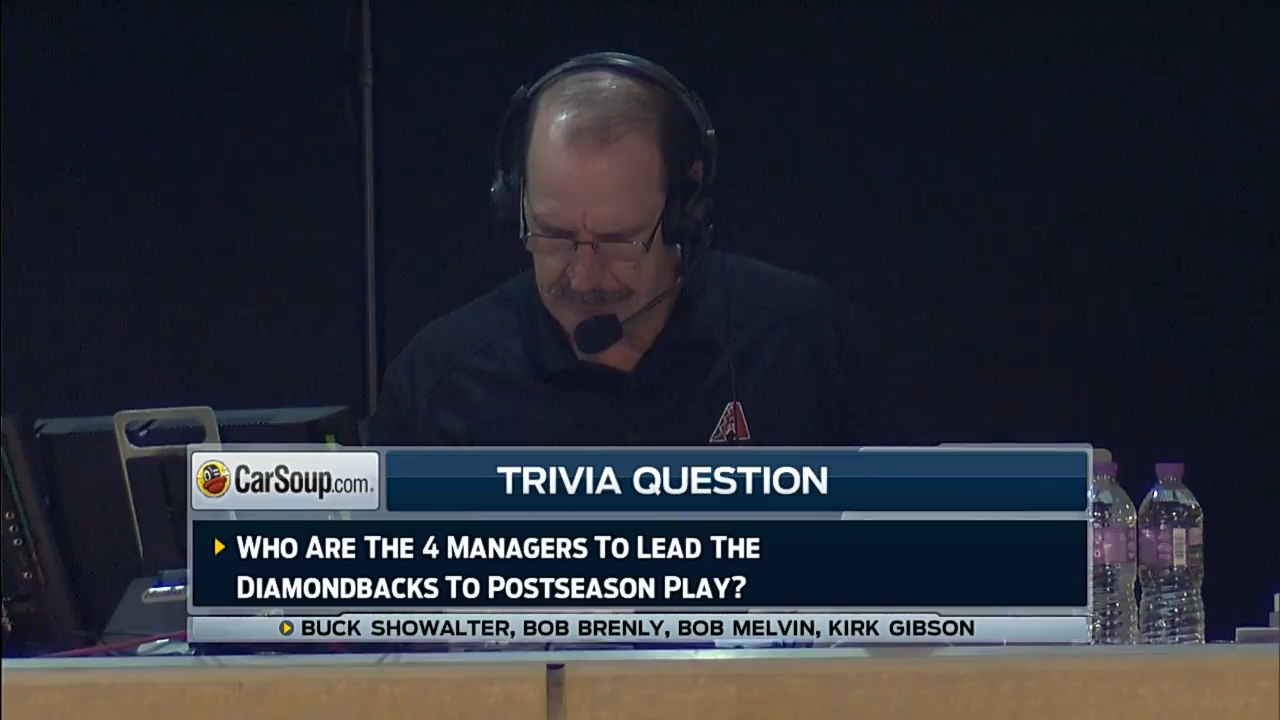 CarSoup.com
TRIVIA QUESTION
WHO ARE THE 4 MANAGERS TO LEAD THE
DIAMONDBACKS TO POSTSEASON PLAY?
BUCK SHOWALTER, BOB BRENLY, BOB MELVIN, KIRK GIBSON